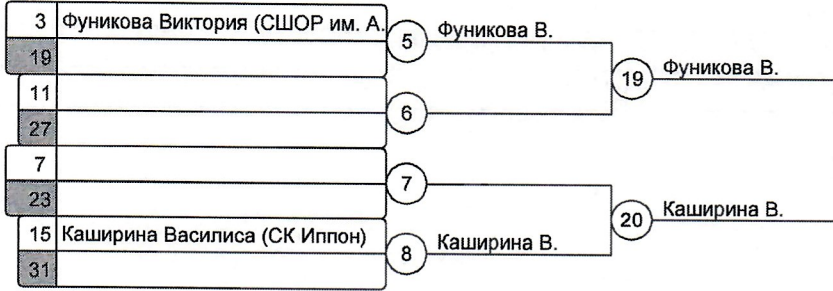 3 Фуникова Виктория (СШОР им. А.
5 Фуникова В.
19
19 Фуникова В.
11
6
27
7
7
23
20 Каширина В.
15 Каширина Василиса (СК Иппон)
8 Каширина В.
31